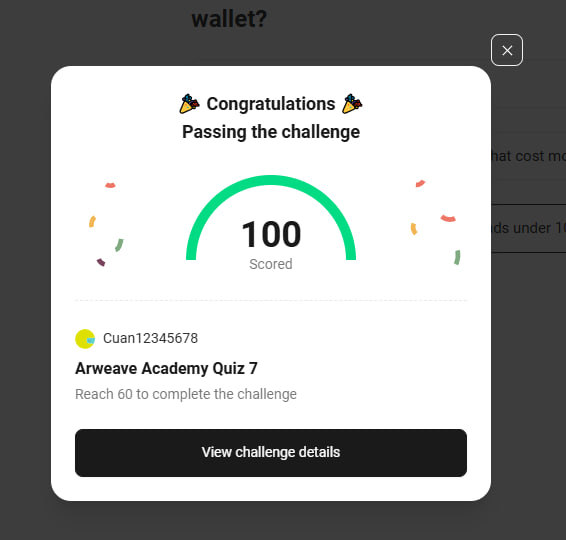 wallet?
Congratulations
Passing the challenge
hat cost mo
ds under 10
100
Scored
Cuan12345678
Arweave Academy Quiz 7
Reach 60 to complete the challenge
View challenge details